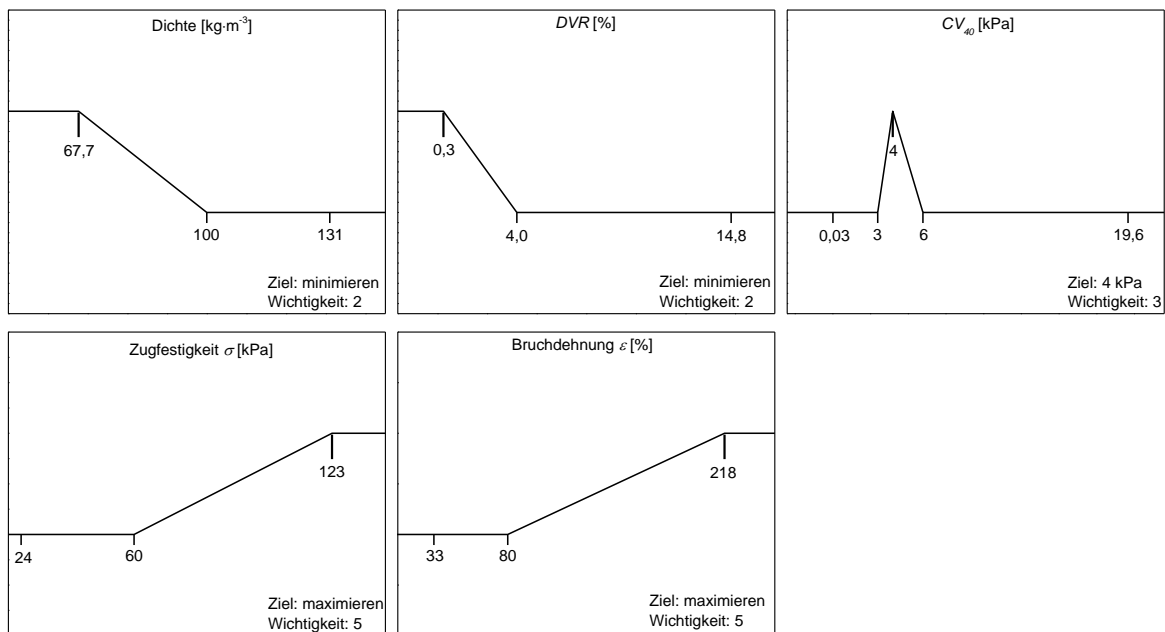 Dichte [kg·m⁻³]
67,7
100
131
Ziel: minimieren
Wichtigkeit: 2
DVR [%]
0,3
4,0
14,8
Ziel: minimieren
Wichtigkeit: 2
CV₄₀ [kPa]
4
0,03
3
6
19,6
Ziel: 4 kPa
Wichtigkeit: 3
Zugfestigkeit σ [kPa]
123
24
60
Ziel: maximieren
Wichtigkeit: 5
Bruchdehnung ε [%]
218
33
80
Ziel: maximieren
Wichtigkeit: 5